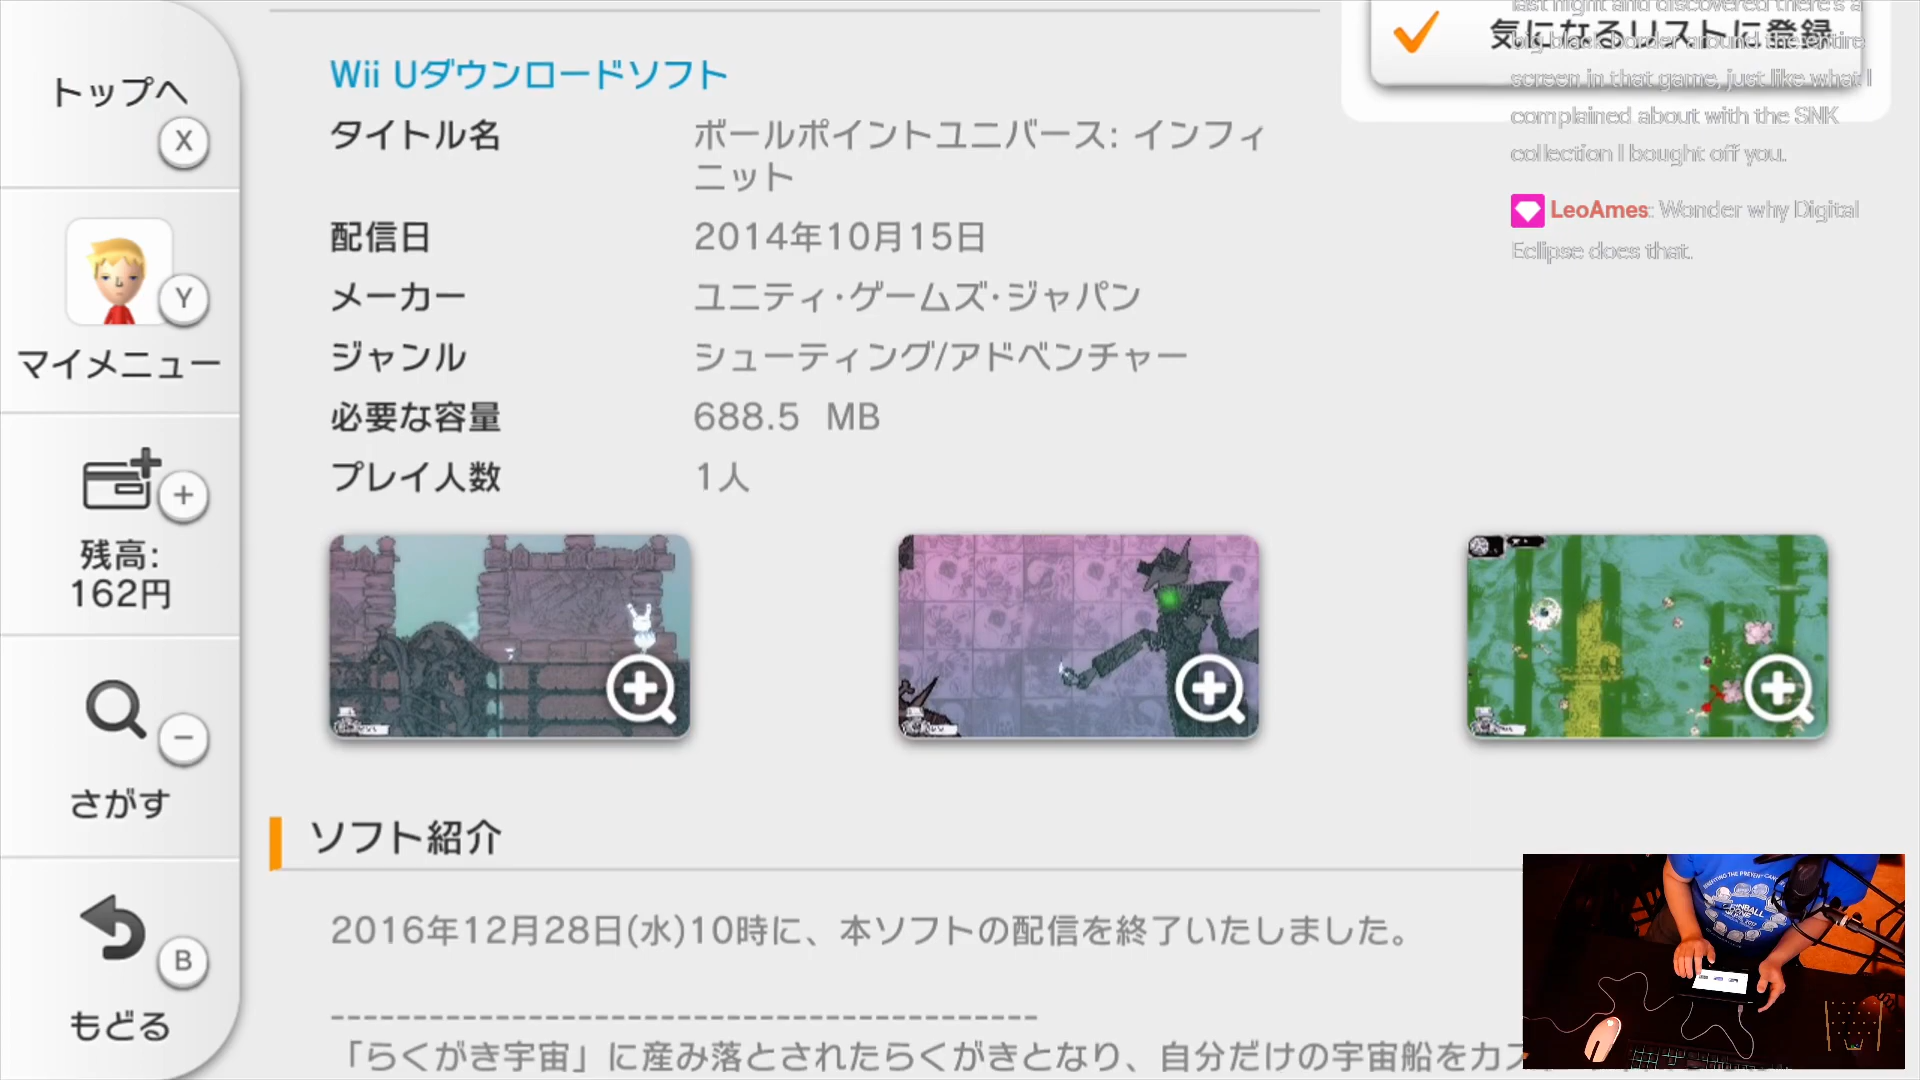 トップへ
X
Y
マイメニュー
+
残高:
162円
−
さがす
B
もどる
Wii Uダウンロードソフト
タイトル名
ボールポイントユニバース: インフィ
ニット
配信日
2014年10月15日
メーカー
ユニティ・ゲームズ・ジャパン
ジャンル
シューティング/アドベンチャー
必要な容量
688.5 MB
プレイ人数
1人
ソフト紹介
2016年12月28日(水)10時に、本ソフトの配信を終了いたしました。
-------------------------------------------
「らくがき宇宙」に産み落とされたらくがきとなり、自分だけの宇宙船をカス
気になるリストに登録
last night and discovered there's a
big black border around the entire
screen in that game, just like what I
complained about with the SNK
collection I bought off you.
LeoAmes: Wonder why Digital
Eclipse does that.